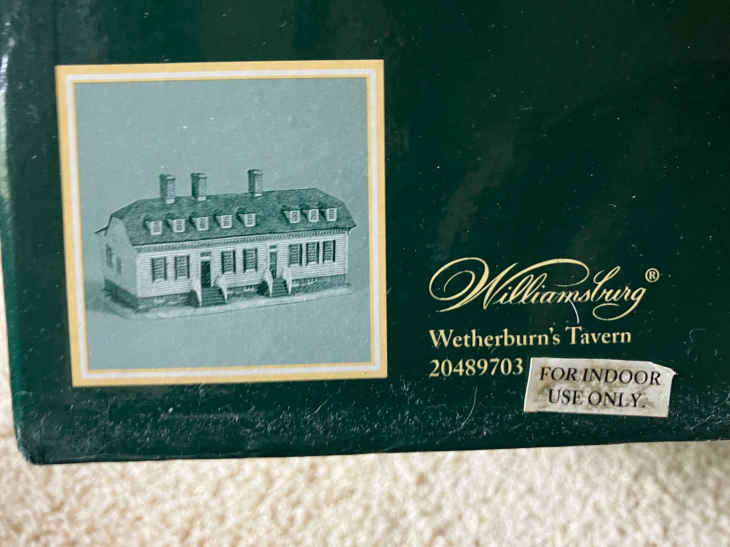 Williamsburg®
Wetherburn's Tavern
20489703
FOR INDOOR
USE ONLY.